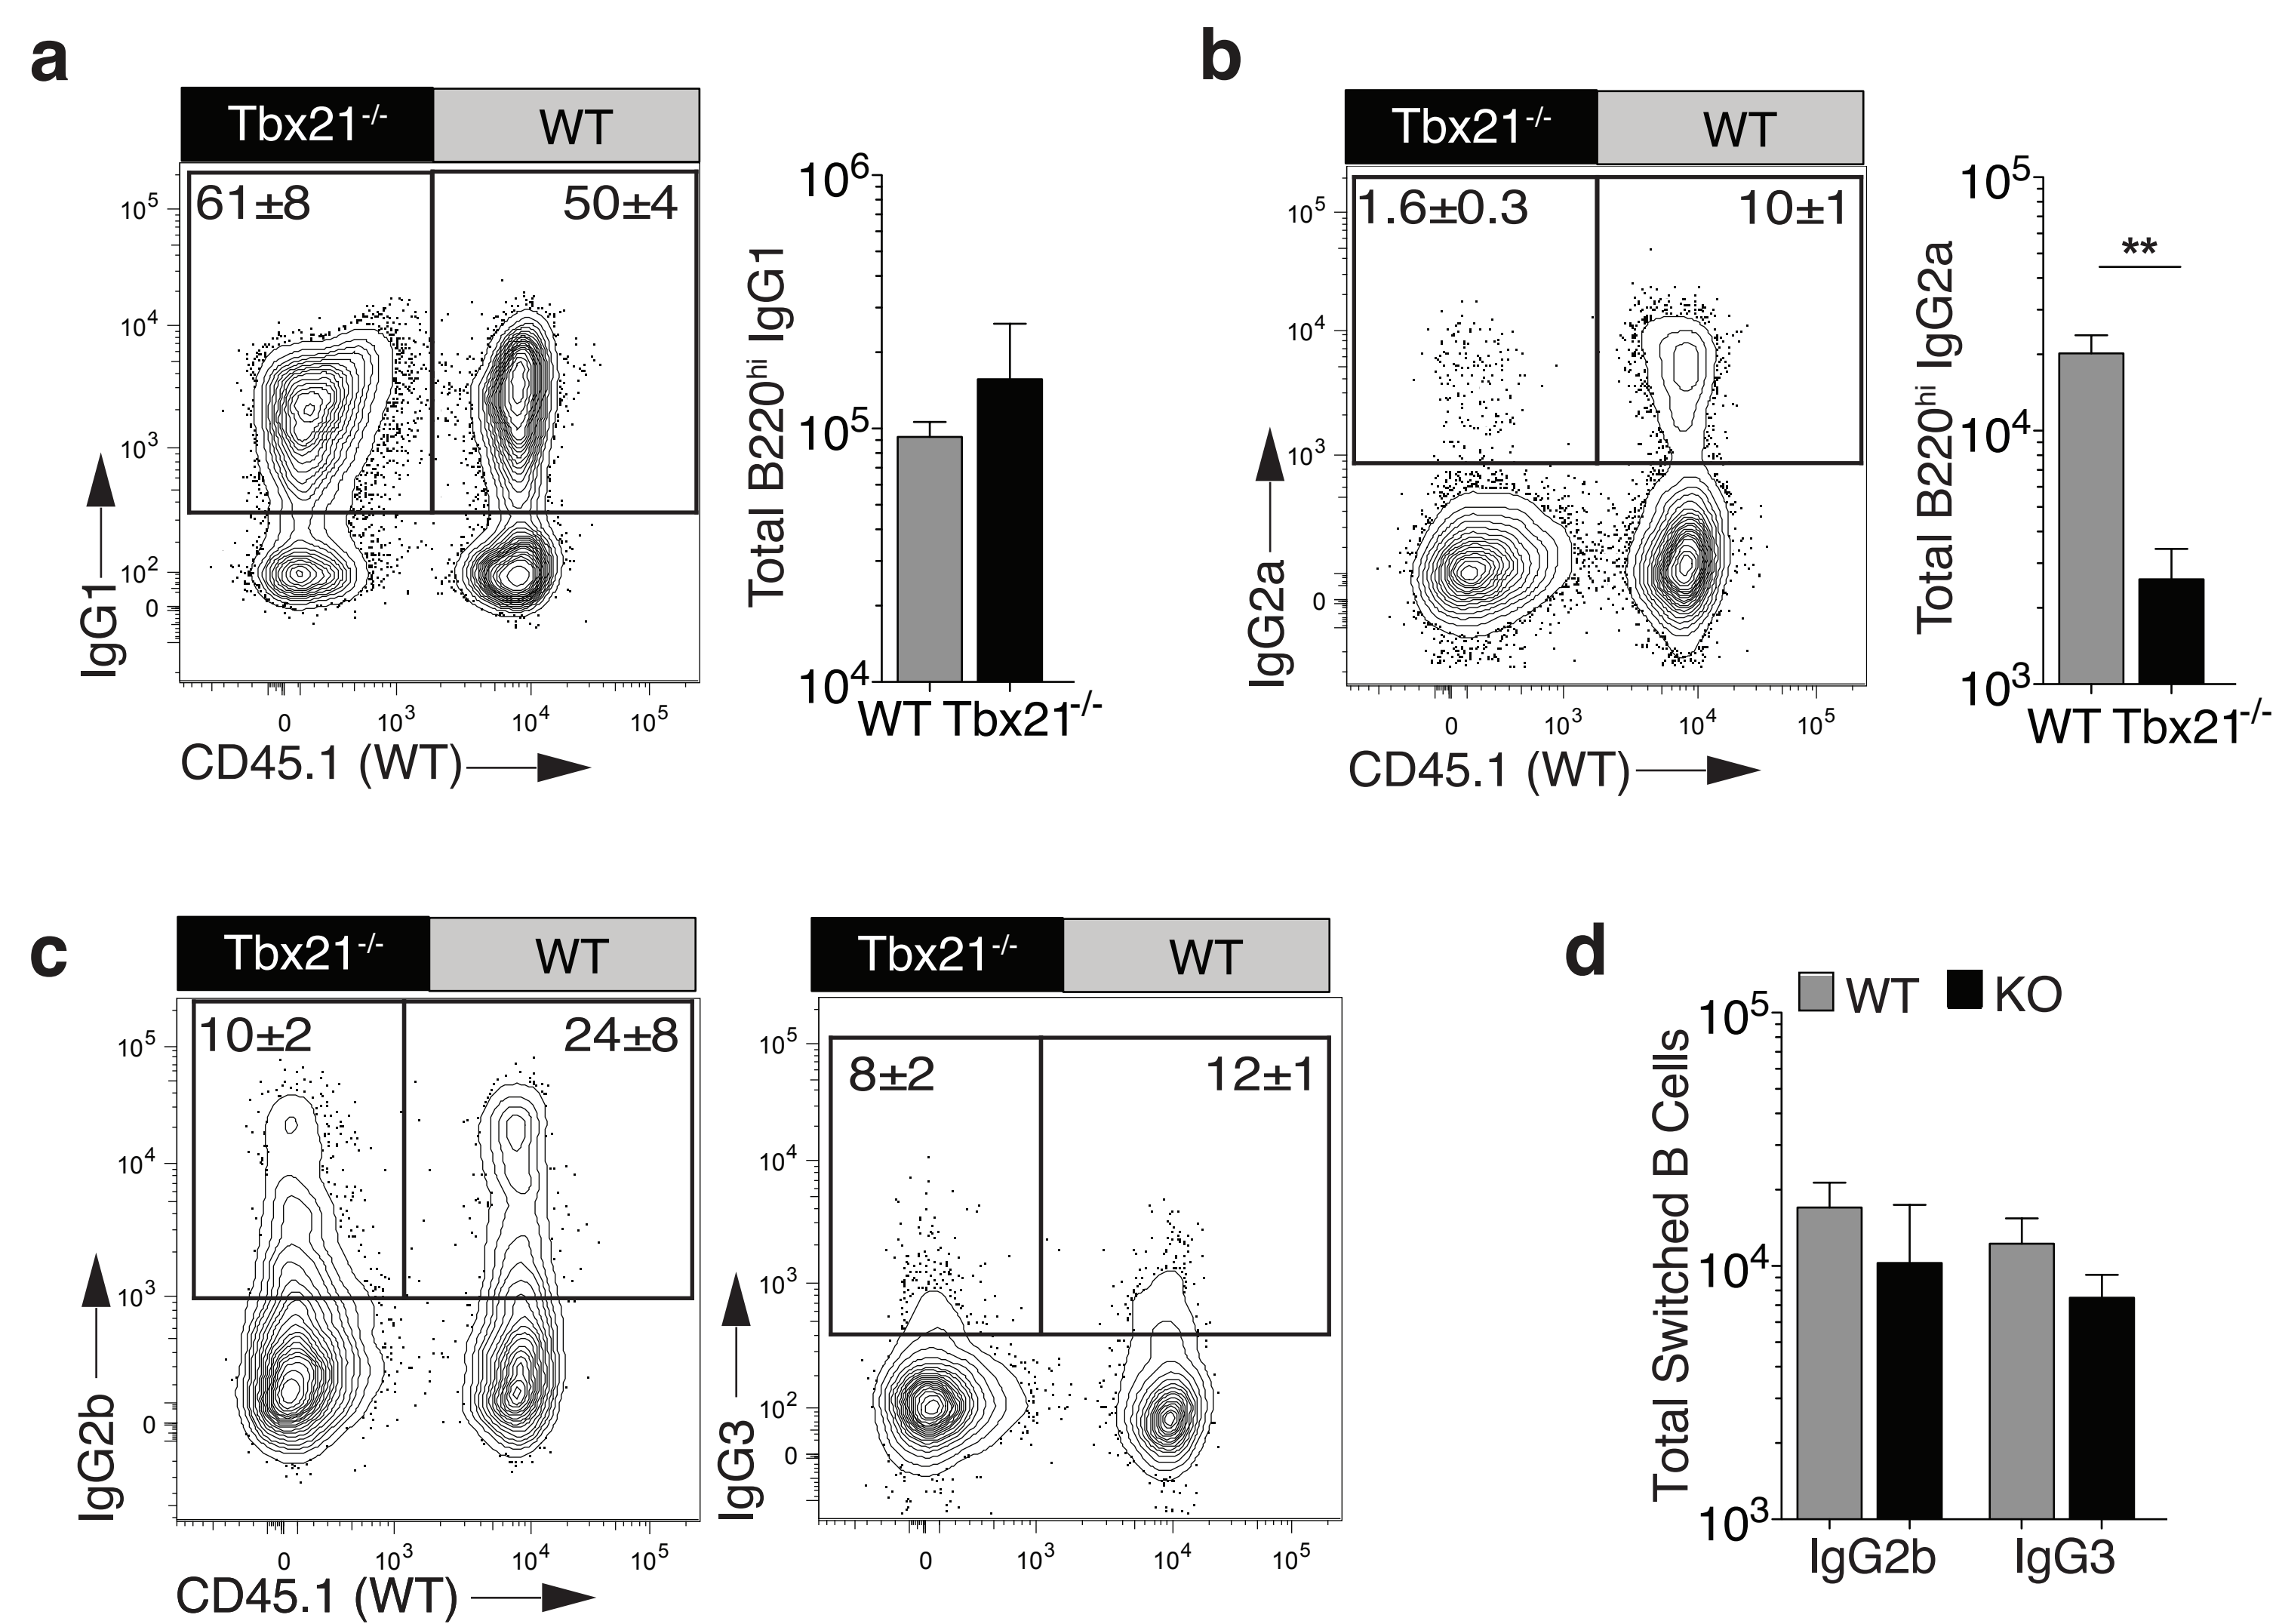 a
Tbx21-/- WT
61±8 50±4
10^5
10^4
10^3
10^2
0
IgG1
0 10^3 10^4 10^5
CD45.1 (WT)
Total B220hi IgG1
10^6
10^5
10^4
WT Tbx21-/-
b
Tbx21-/- WT
1.6±0.3 10±1
10^5
10^4
10^3
0
IgG2a
0 10^3 10^4 10^5
CD45.1 (WT)
Total B220hi IgG2a
10^5
10^4
10^3
**
WT Tbx21-/-
c
Tbx21-/- WT
10±2 24±8
10^5
10^4
10^3
0
IgG2b
0 10^3 10^4 10^5
CD45.1 (WT)
Tbx21-/- WT
8±2 12±1
10^5
10^4
10^3
10^2
0
IgG3
0 10^3 10^4 10^5
d
WT KO
Total Switched B Cells
10^5
10^4
10^3
IgG2b IgG3